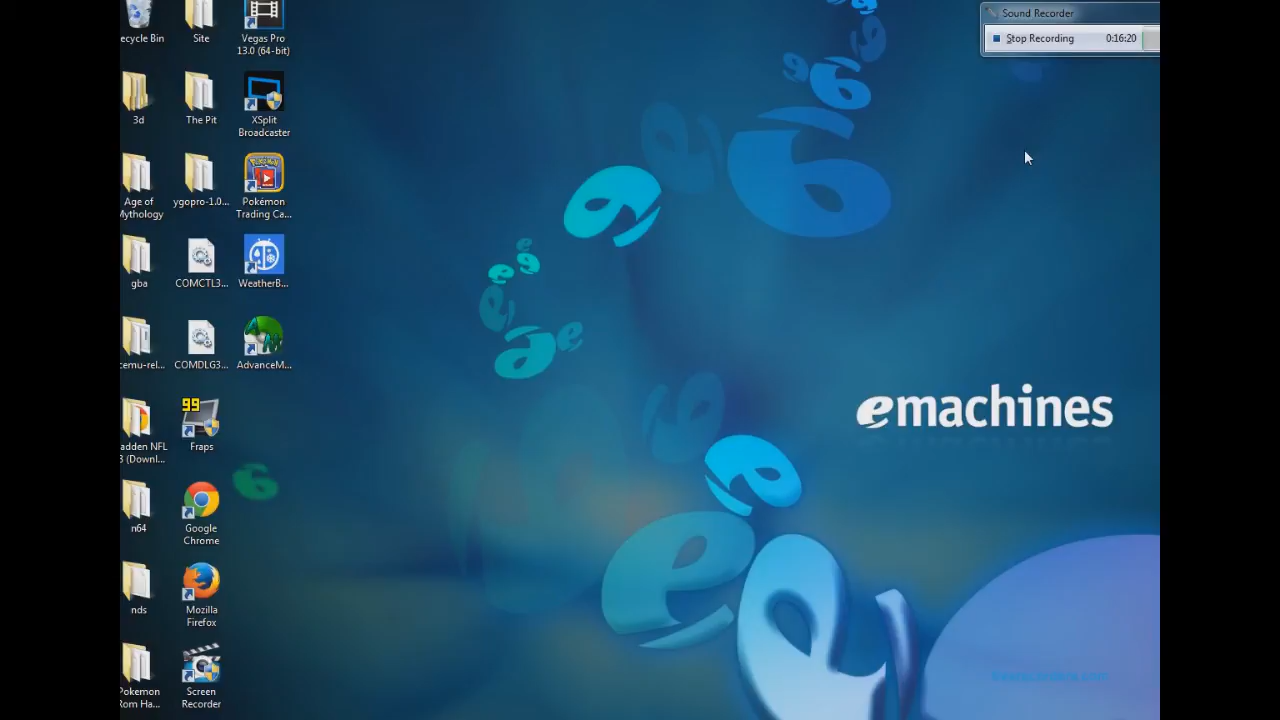 Sound Recorder
Stop Recording 0:16:20
ecycle Bin
Site
Vegas Pro
13.0 (64-bit)
3d
The Pit
XSplit
Broadcaster
Age of
Mythology
ygopro-1.0...
Pokémon
Trading Ca...
gba
COMCTL3...
WeatherB...
cemu-rel...
COMDLG3...
AdvanceM...
adden NFL
8 (Downl...
99
Fraps
n64
Google
Chrome
nds
Mozilla
Firefox
Pokemon
Rom Ha...
Screen
Recorder
emachines